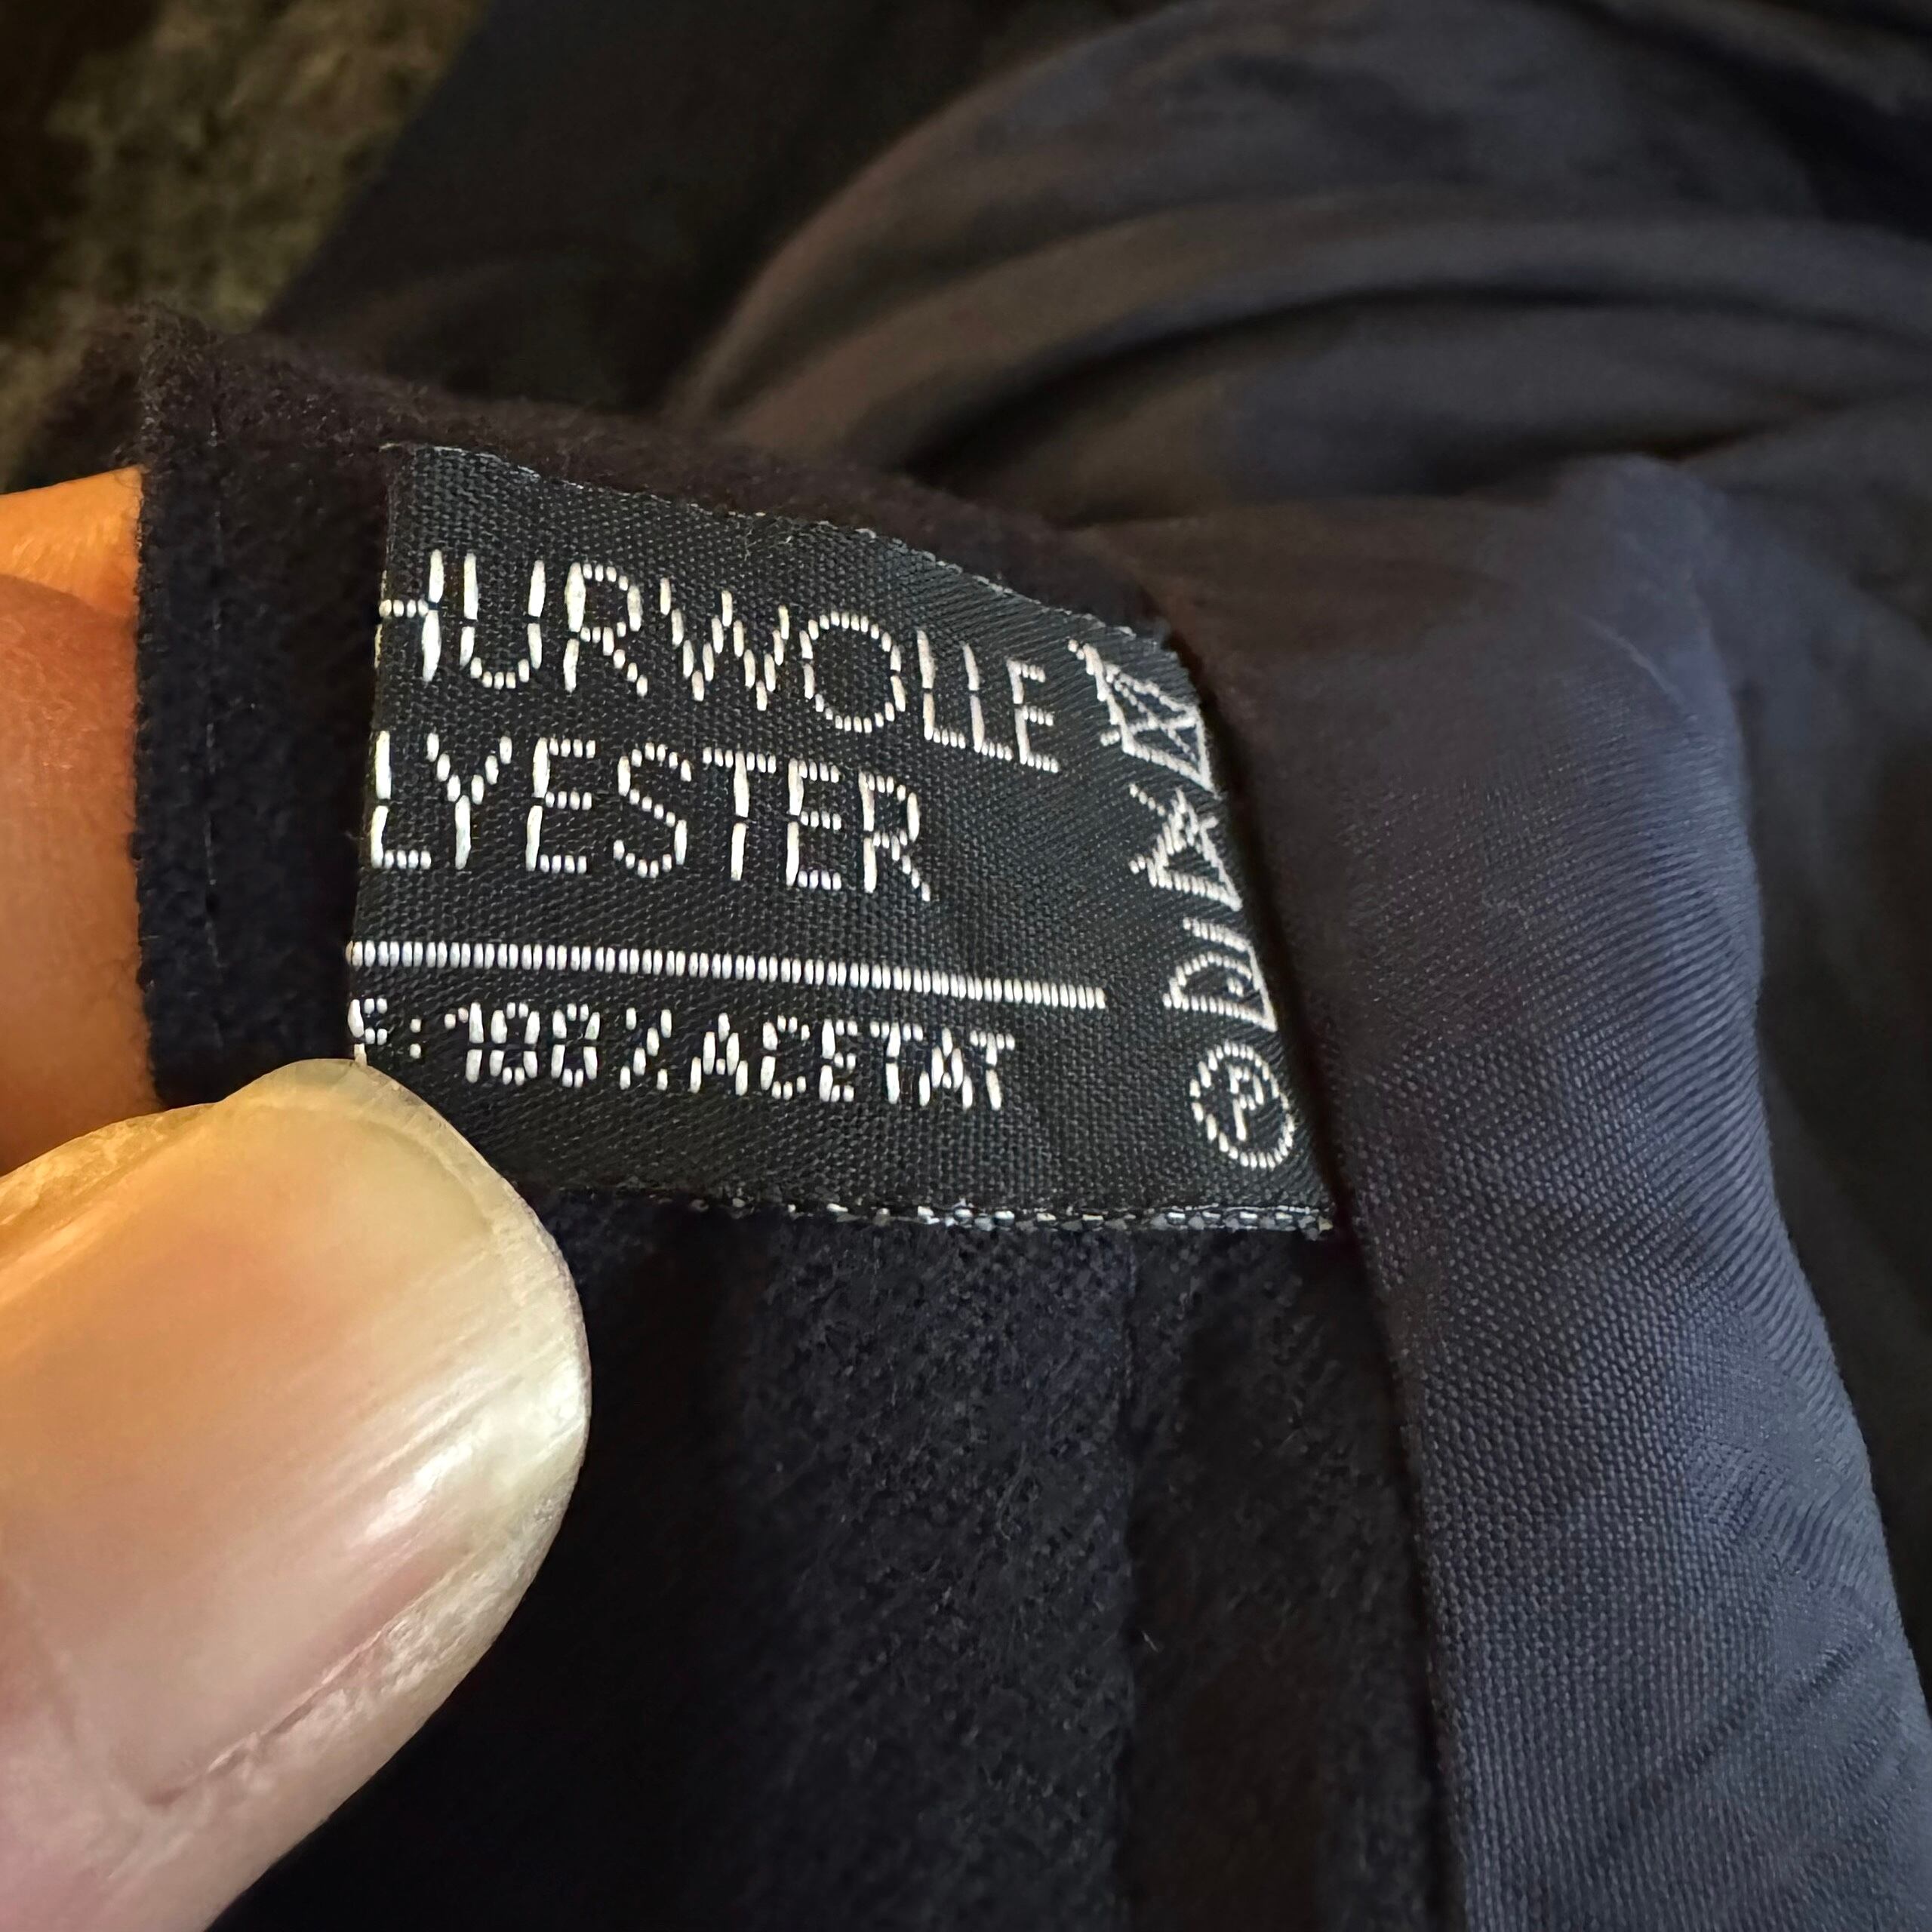 HURWOLLE
LYESTER
F: 100% ACETAT
P